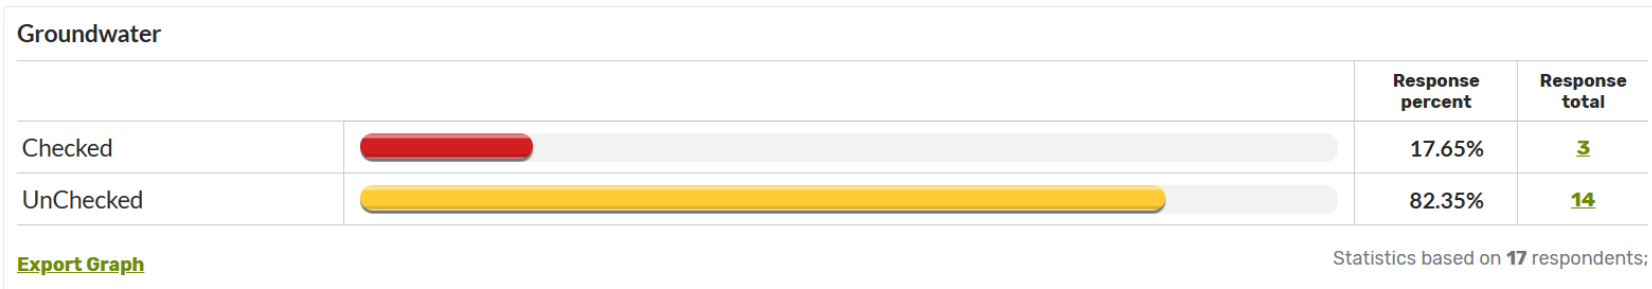 Groundwater
Response percent
Response total
Checked 17.65% 3
UnChecked 82.35% 14
Export Graph
Statistics based on 17 respondents;